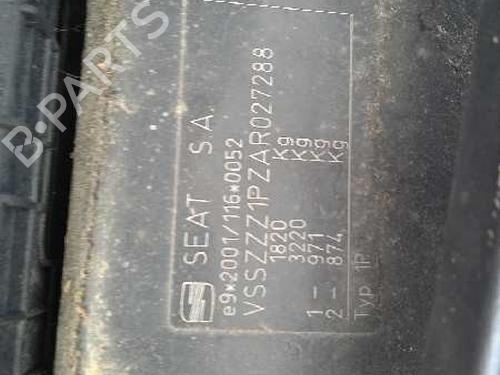 SEAT S.A.
e9*2001/116*0052
VSSZZZ1PZAR027288
1820 Kg
3220 Kg
1 - 971 Kg
2 - 874 Kg
Typ 1P
B-PARTS